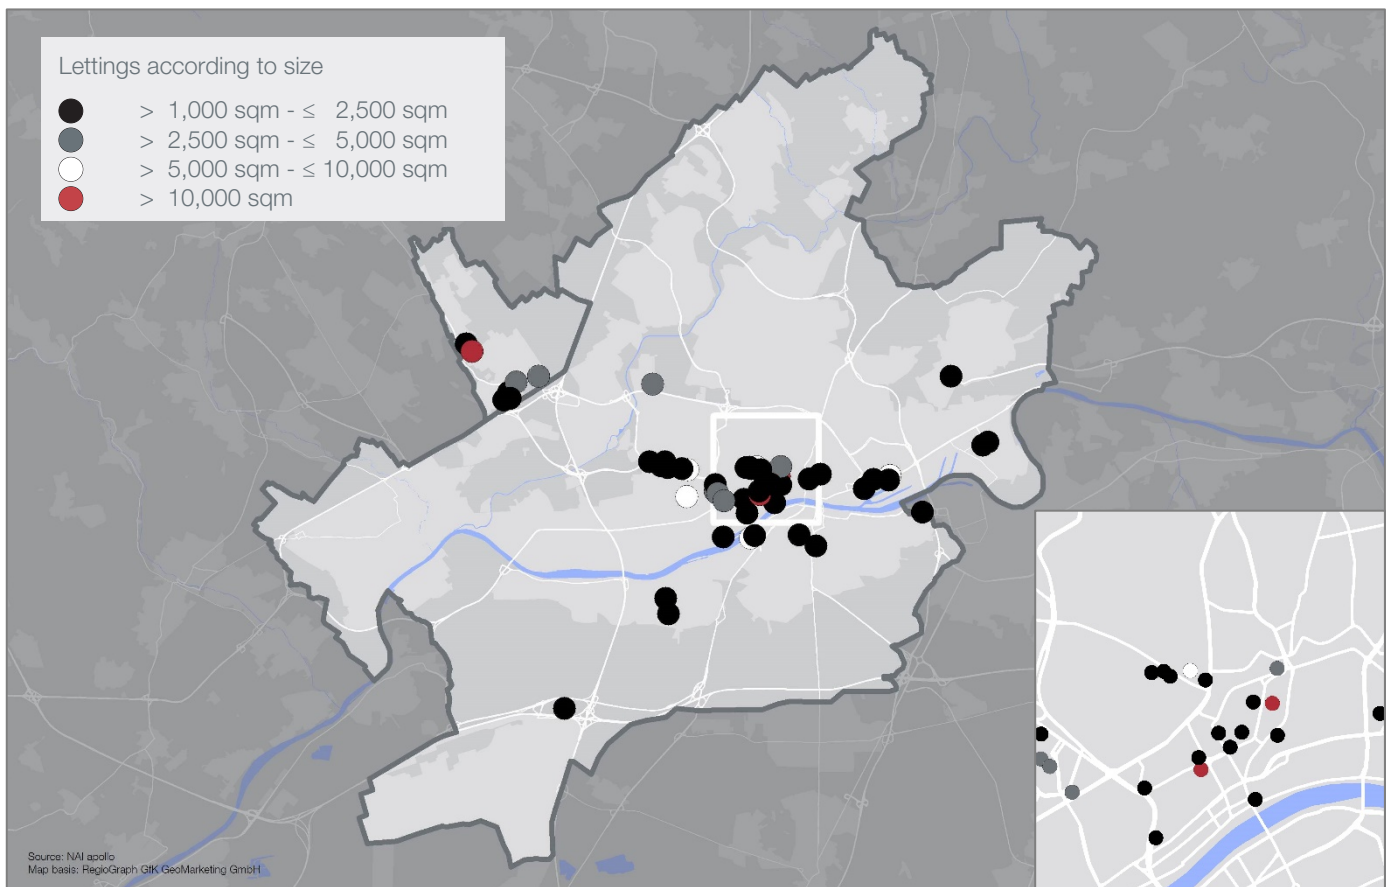 Lettings according to size
> 1,000 sqm - ≤ 2,500 sqm
> 2,500 sqm - ≤ 5,000 sqm
> 5,000 sqm - ≤ 10,000 sqm
> 10,000 sqm
Source: NAI apollo
Map basis: RegioGraph GfK GeoMarketing GmbH